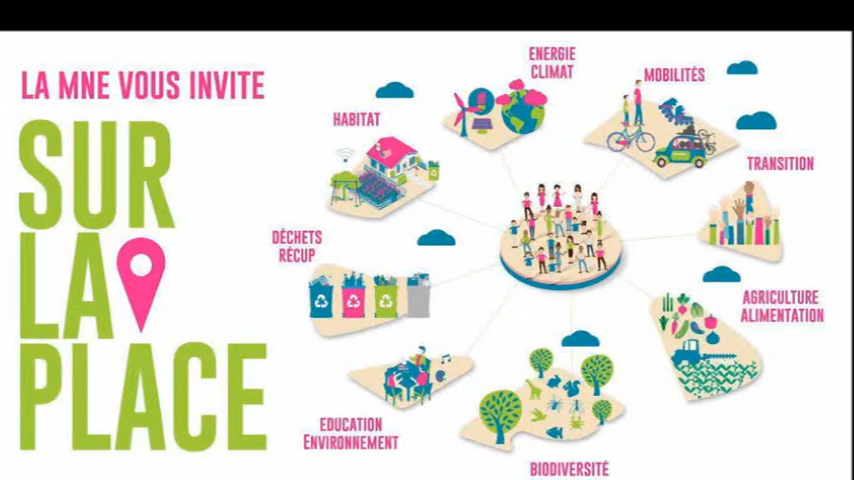 LA MNE VOUS INVITE
SUR
LA
PLACE
ENERGIE
CLIMAT
MOBILITÉS
HABITAT
TRANSITION
DÉCHETS
RÉCUP
AGRICULTURE
ALIMENTATION
EDUCATION
ENVIRONNEMENT
BIODIVERSITÉ